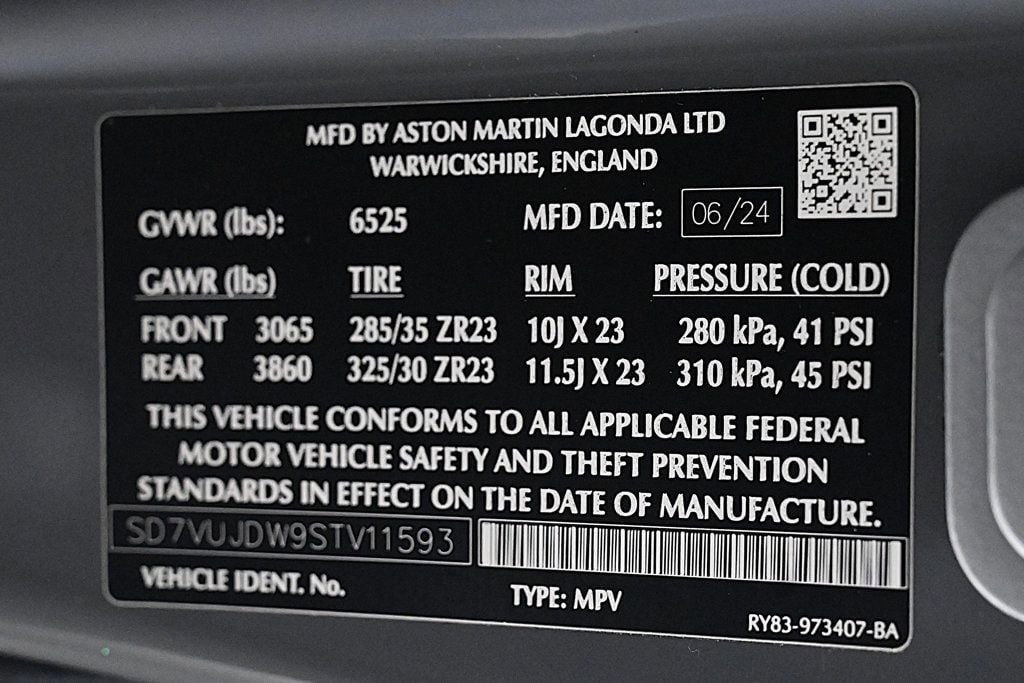 MFD BY ASTON MARTIN LAGONDA LTD
WARWICKSHIRE, ENGLAND
GVWR (lbs): 6525 MFD DATE: 06/24
GAWR (lbs) TIRE RIM PRESSURE (COLD)
FRONT 3065 285/35 ZR23 10J X 23 280 kPa, 41 PSI
REAR 3860 325/30 ZR23 11.5J X 23 310 kPa, 45 PSI
THIS VEHICLE CONFORMS TO ALL APPLICABLE FEDERAL
MOTOR VEHICLE SAFETY AND THEFT PREVENTION
STANDARDS IN EFFECT ON THE DATE OF MANUFACTURE.
SD7VUJDW9STV11593
VEHICLE IDENT. No. TYPE: MPV
RY83-973407-BA